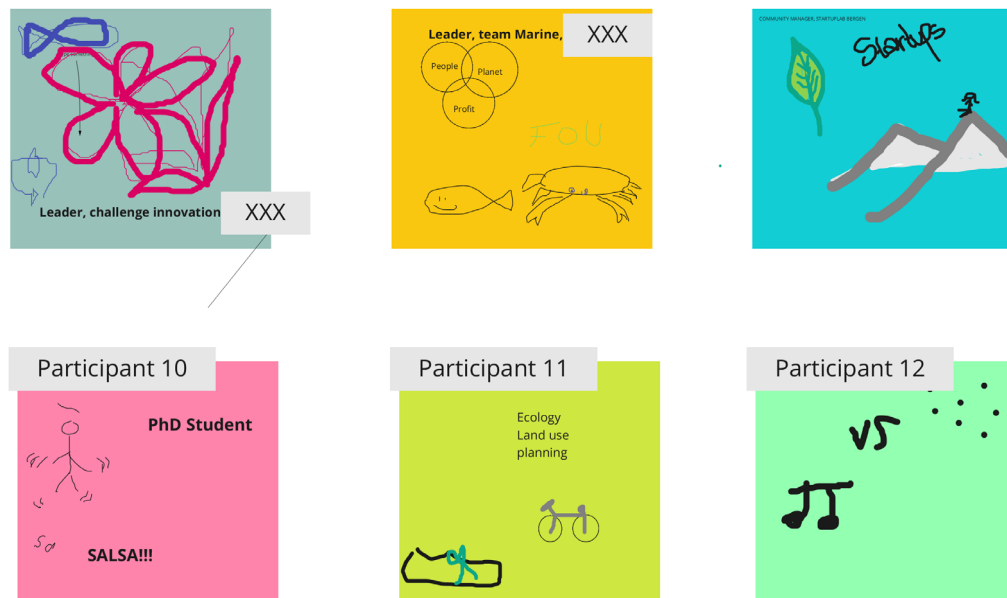 Leader, challenge innovation
XXX
Leader, team Marine,
XXX
People
Planet
Profit
FOU
COMMUNITY MANAGER, STARTUPLAB BERGEN
Startups
Participant 10
PhD Student
So
SALSA!!!
Participant 11
Ecology
Land use
planning
Participant 12
VS